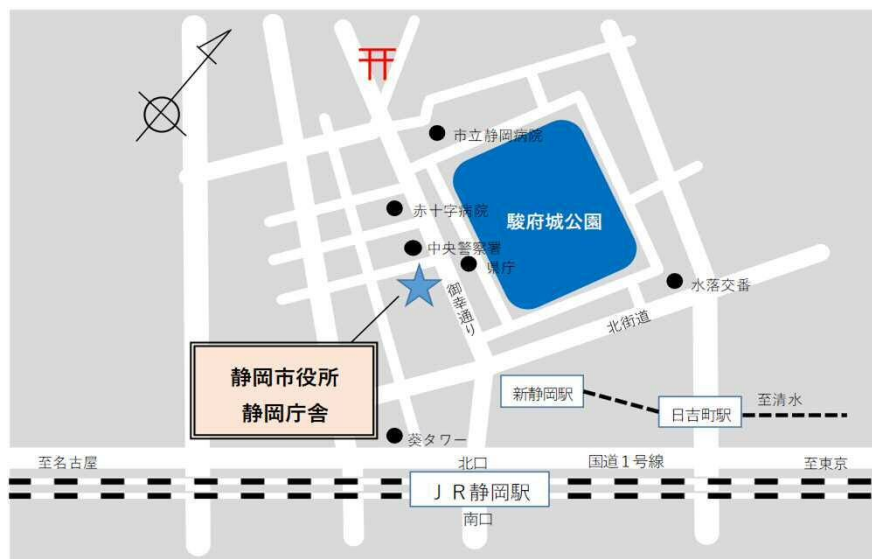 市立静岡病院
赤十字病院
駿府城公園
中央警察署
県庁
水落交番
御幸通り
北街道
静岡市役所
静岡庁舎
新静岡駅
日吉町駅
至清水
葵タワー
至名古屋
北口
国道1号線
至東京
JR静岡駅
南口